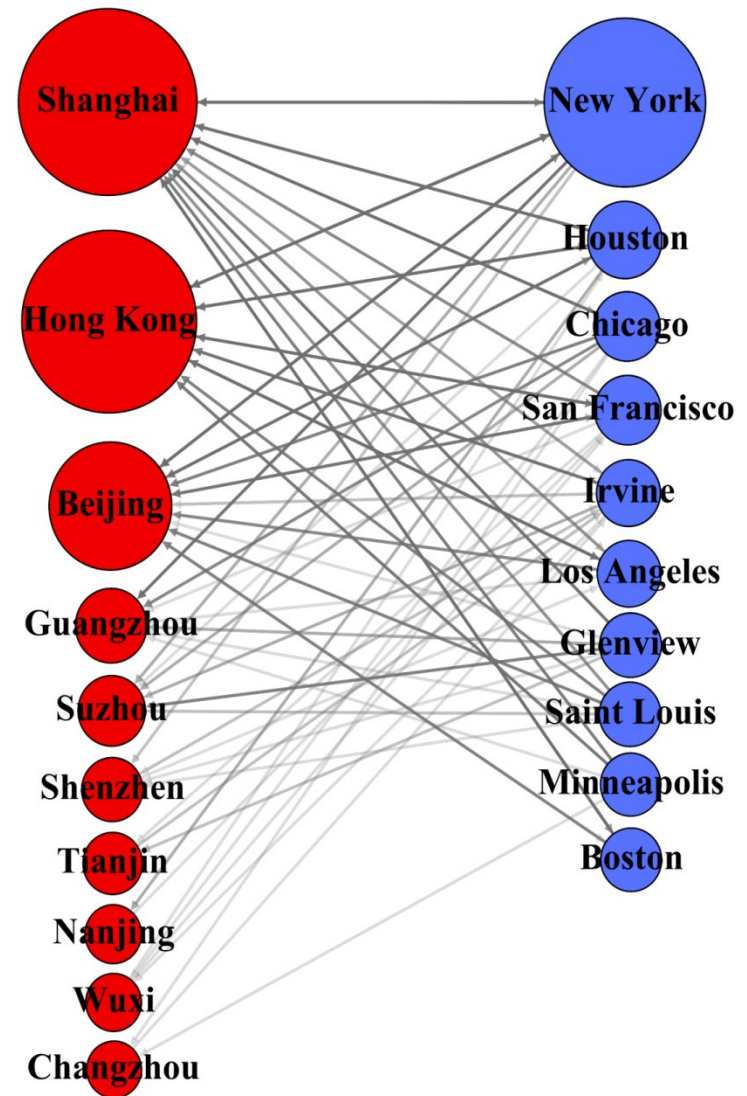 Shanghai
New York
Houston
Hong Kong
Chicago
San Francisco
Beijing
Irvine
Los Angeles
Guangzhou
Glenview
Suzhou
Saint Louis
Shenzhen
Minneapolis
Tianjin
Boston
Nanjing
Wuxi
Changzhou